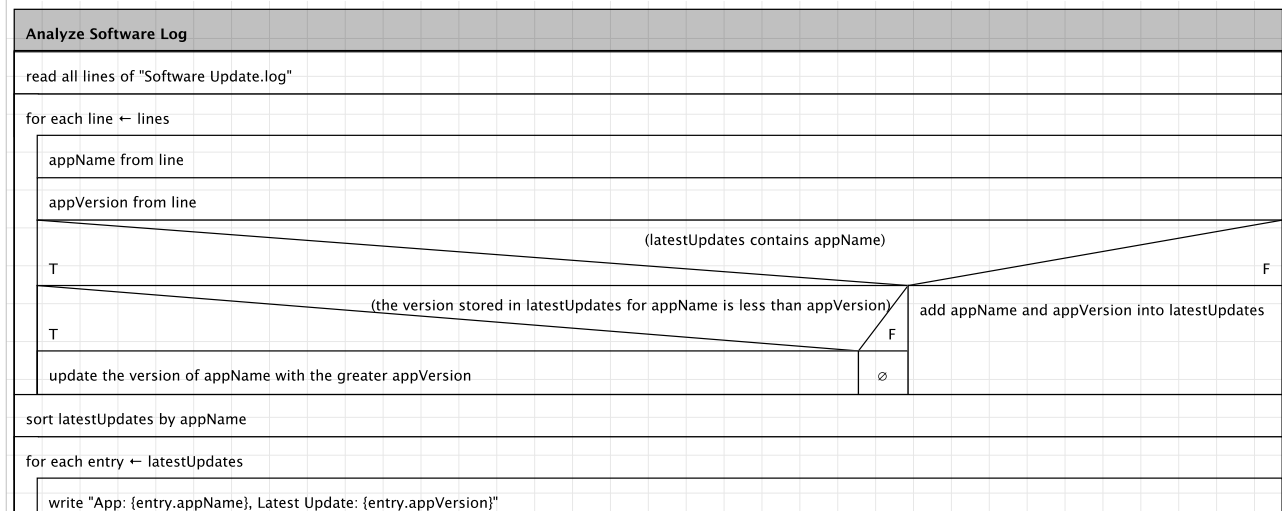 Analyze Software Log
read all lines of "Software Update.log"
for each line ← lines
appName from line
appVersion from line
(latestUpdates contains appName)
T
F
(the version stored in latestUpdates for appName is less than appVersion)
add appName and appVersion into latestUpdates
T
F
update the version of appName with the greater appVersion
∅
sort latestUpdates by appName
for each entry ← latestUpdates
write "App: {entry.appName}, Latest Update: {entry.appVersion}"